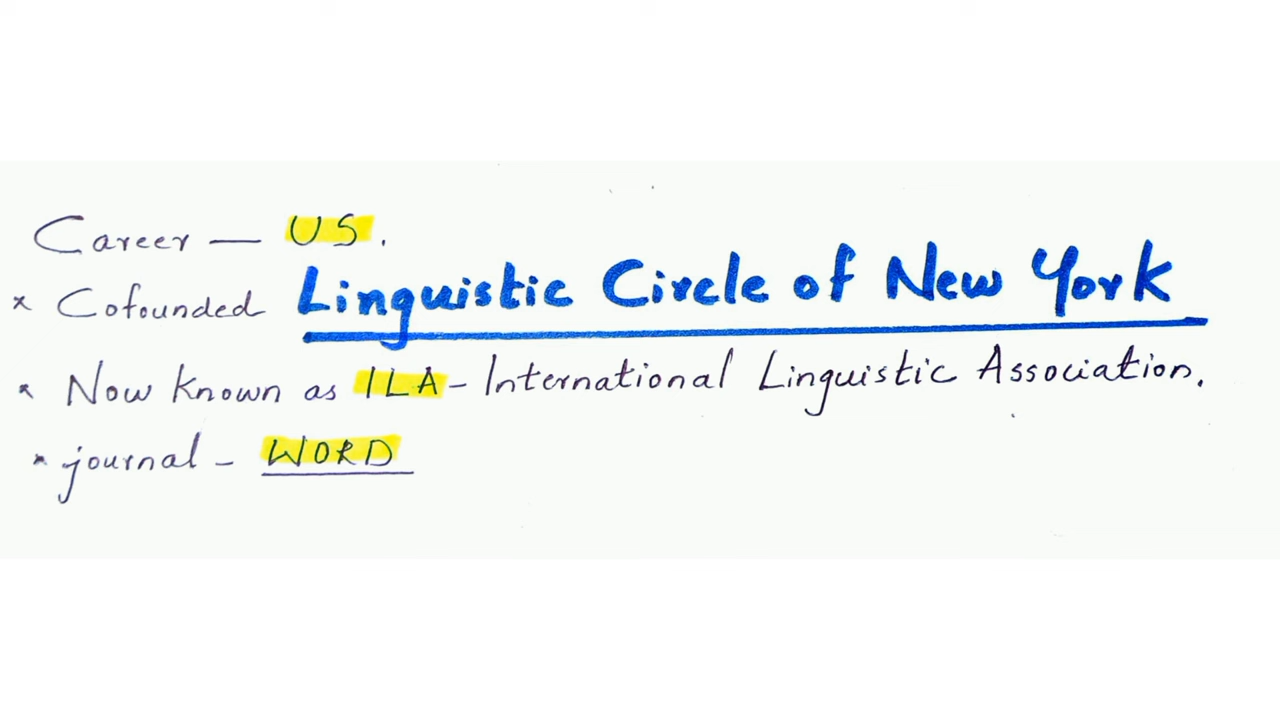 Career — US.
* Cofounded Linguistic Circle of New York
* Now known as ILA - International Linguistic Association.
* journal - WORD